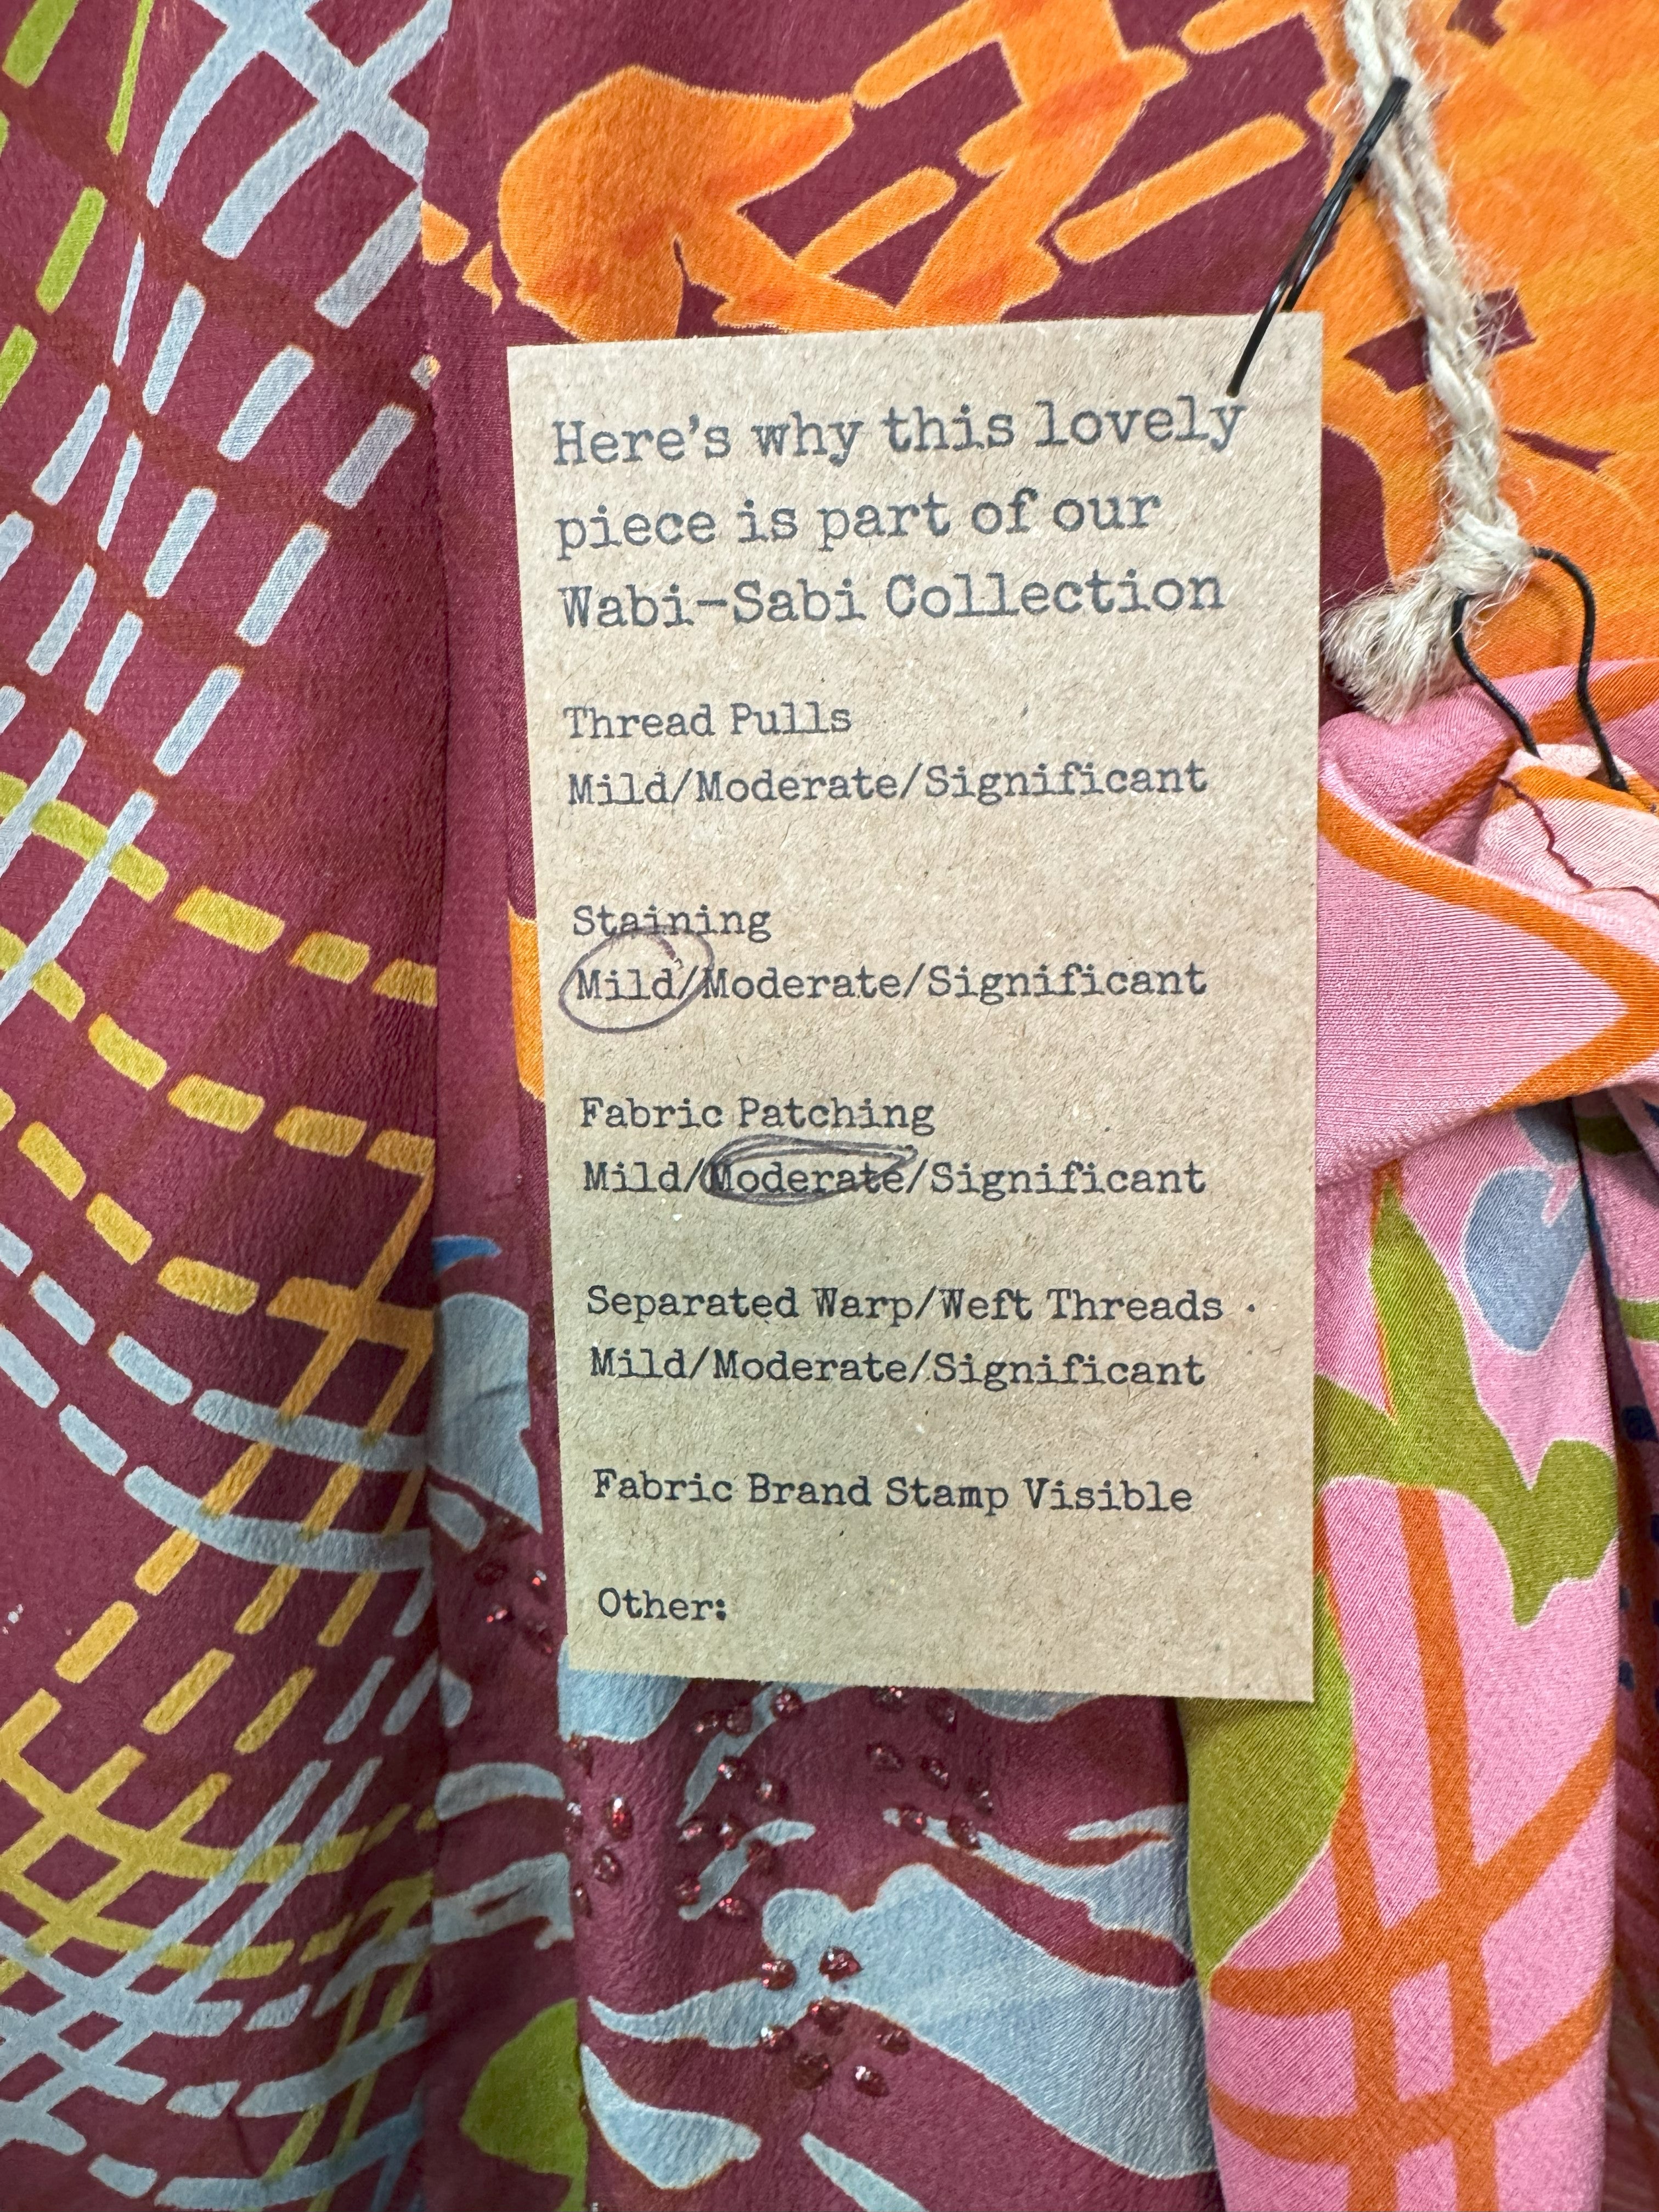 Here's why this lovely
piece is part of our
Wabi-Sabi Collection
Thread Pulls
Mild/Moderate/Significant
Staining
Mild/Moderate/Significant
Fabric Patching
Mild/Moderate/Significant
Separated Warp/Weft Threads
Mild/Moderate/Significant
Fabric Brand Stamp Visible
Other: